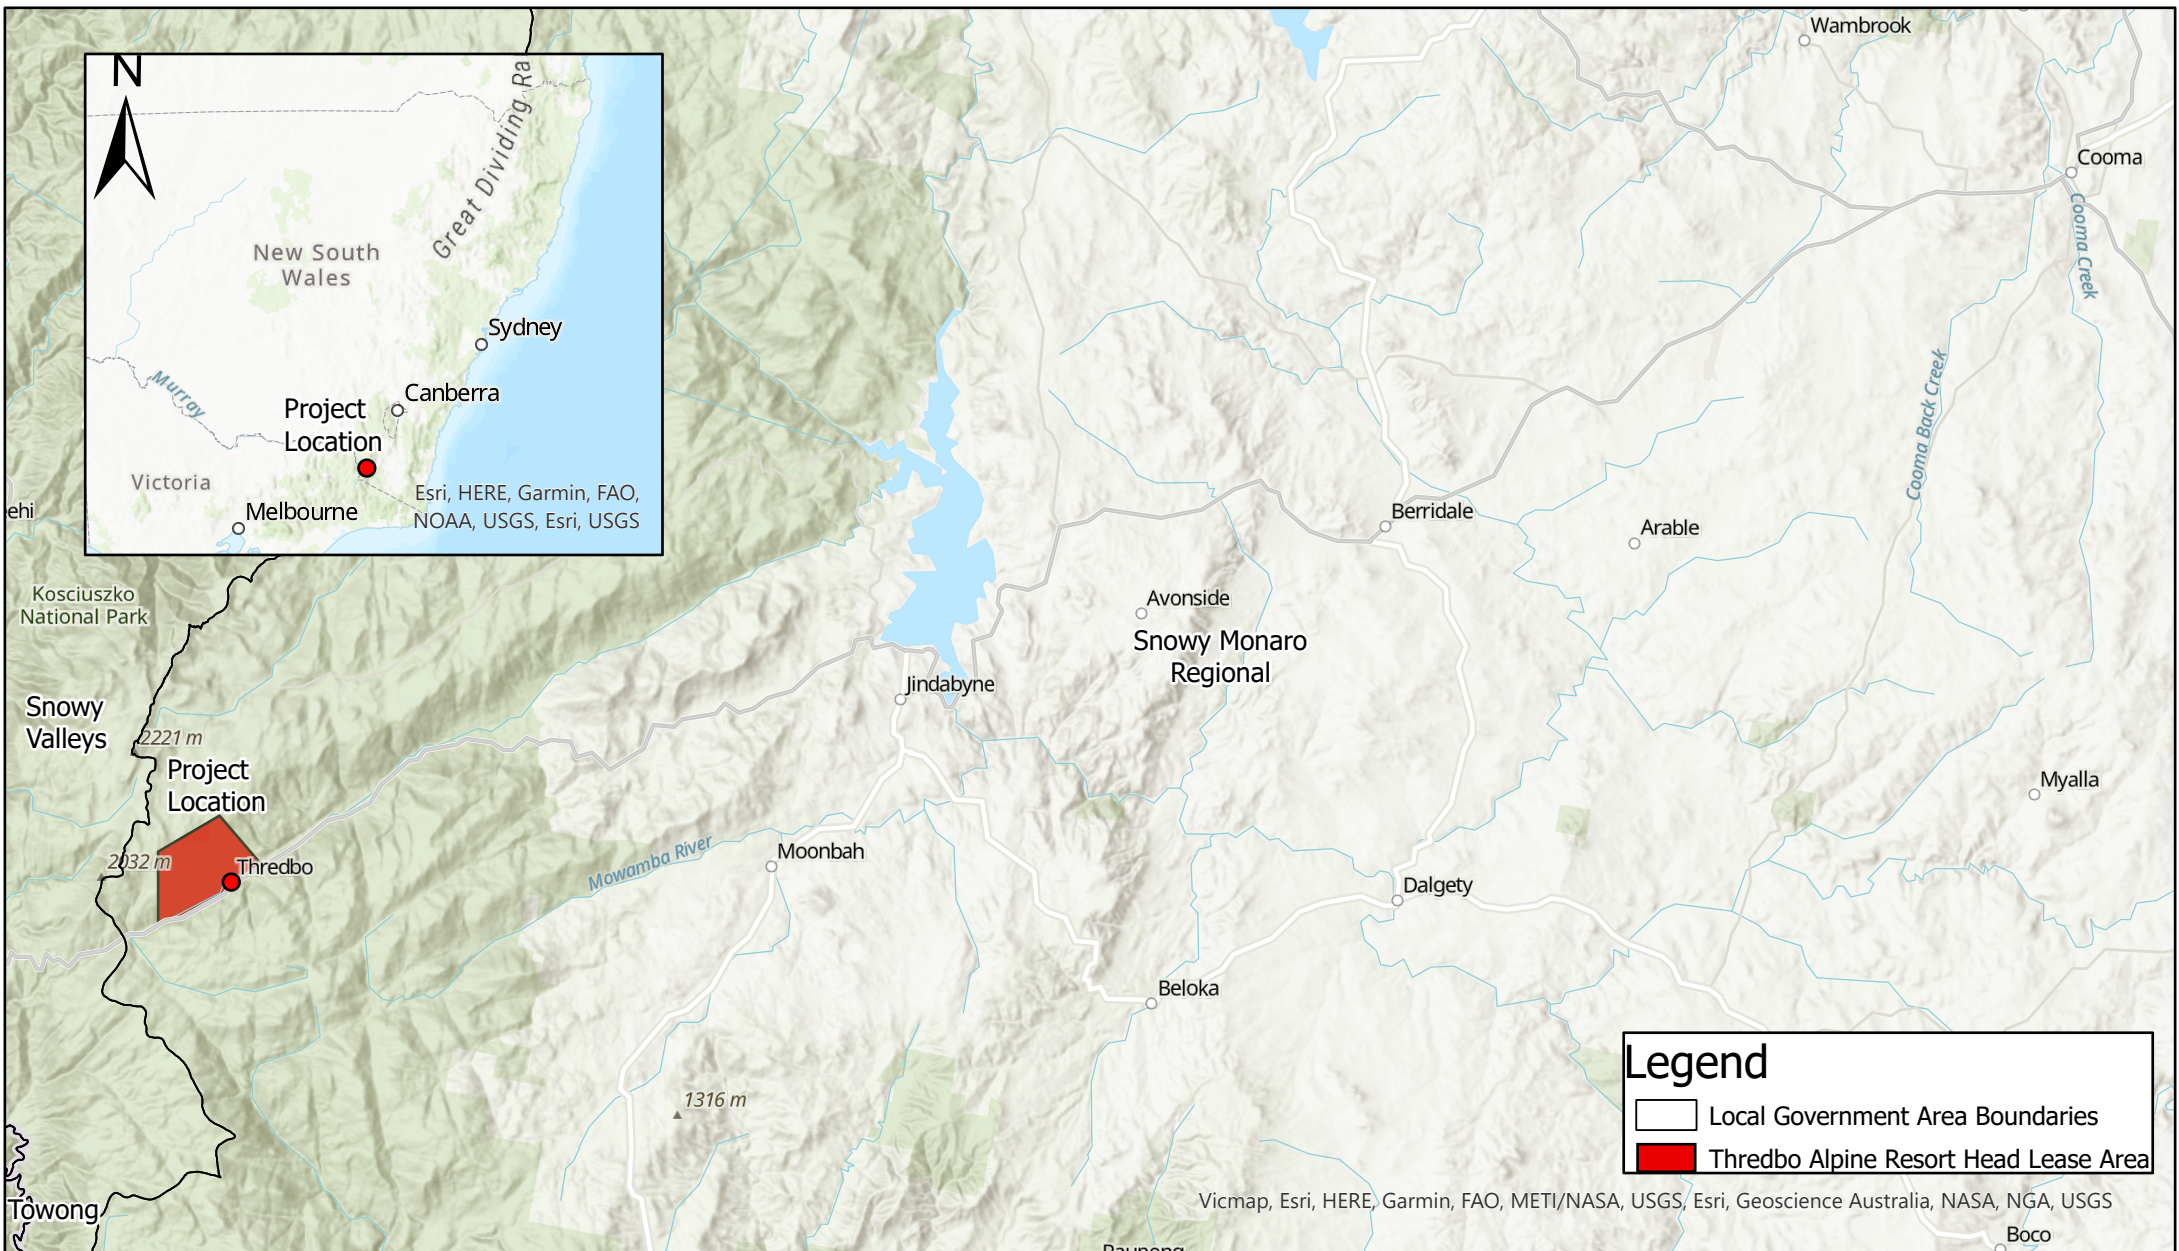 Wambrook
N
Great Dividing Ra
Cooma
Cooma Creek
New South
Wales
Sydney
Murray
Canberra
Project
Location
Victoria
Melbourne
Esri, HERE, Garmin, FAO,
NOAA, USGS, Esri, USGS
ehi
Cooma Back Creek
Berridale
Arable
Kosciuszko
National Park
Avonside
Snowy Monaro
Regional
Jindabyne
Snowy
Valleys
2221 m
Project
Location
Myalla
2032 m
Thredbo
Mowamba River
Moonbah
Dalgety
Beloka
1316 m
Legend
Local Government Area Boundaries
Thredbo Alpine Resort Head Lease Area
Towong
Vicmap, Esri, HERE, Garmin, FAO, METI/NASA, USGS, Esri, Geoscience Australia, NASA, NGA, USGS
Boco